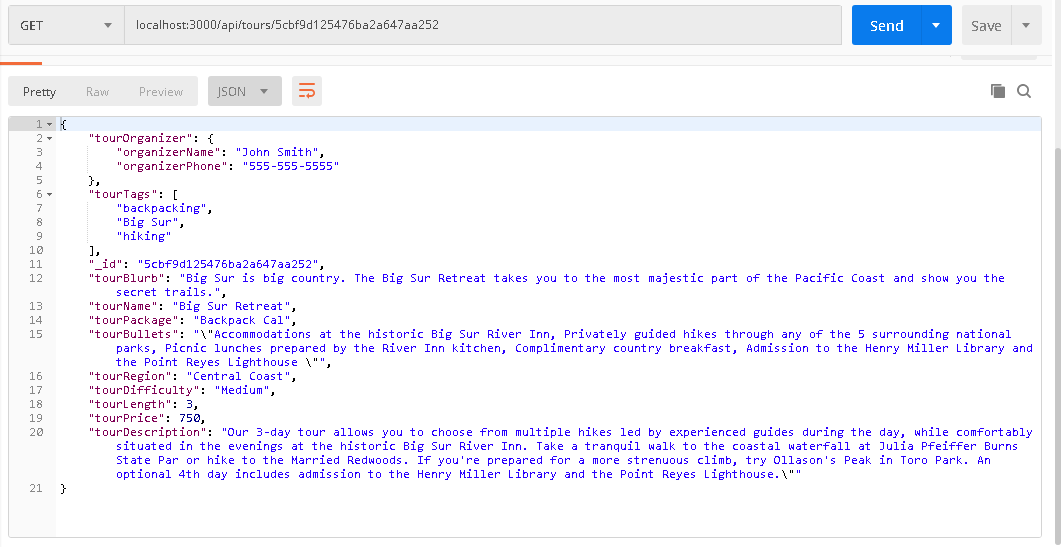 GET localhost:3000/api/tours/5cbf9d125476ba2a647aa252 Send Save
Pretty Raw Preview JSON
1 {
2 "tourOrganizer": {
3 "organizerName": "John Smith",
4 "organizerPhone": "555-555-5555"
5 },
6 "tourTags": [
7 "backpacking",
8 "Big Sur",
9 "hiking"
10 ],
11 "_id": "5cbf9d125476ba2a647aa252",
12 "tourBlurb": "Big Sur is big country. The Big Sur Retreat takes you to the most majestic part of the Pacific Coast and show you the
secret trails.",
13 "tourName": "Big Sur Retreat",
14 "tourPackage": "Backpack Cal",
15 "tourBullets": "\"Accommodations at the historic Big Sur River Inn, Privately guided hikes through any of the 5 surrounding national
parks, Picnic lunches prepared by the River Inn kitchen, Complimentary country breakfast, Admission to the Henry Miller Library and
the Point Reyes Lighthouse \"",
16 "tourRegion": "Central Coast",
17 "tourDifficulty": "Medium",
18 "tourLength": 3,
19 "tourPrice": 750,
20 "tourDescription": "Our 3-day tour allows you to choose from multiple hikes led by experienced guides during the day, while comfortably
situated in the evenings at the historic Big Sur River Inn. Take a tranquil walk to the coastal waterfall at Julia Pfeiffer Burns
State Par or hike to the Married Redwoods. If you're prepared for a more strenuous climb, try Ollason's Peak in Toro Park. An
optional 4th day includes admission to the Henry Miller Library and the Point Reyes Lighthouse.\""
21 }